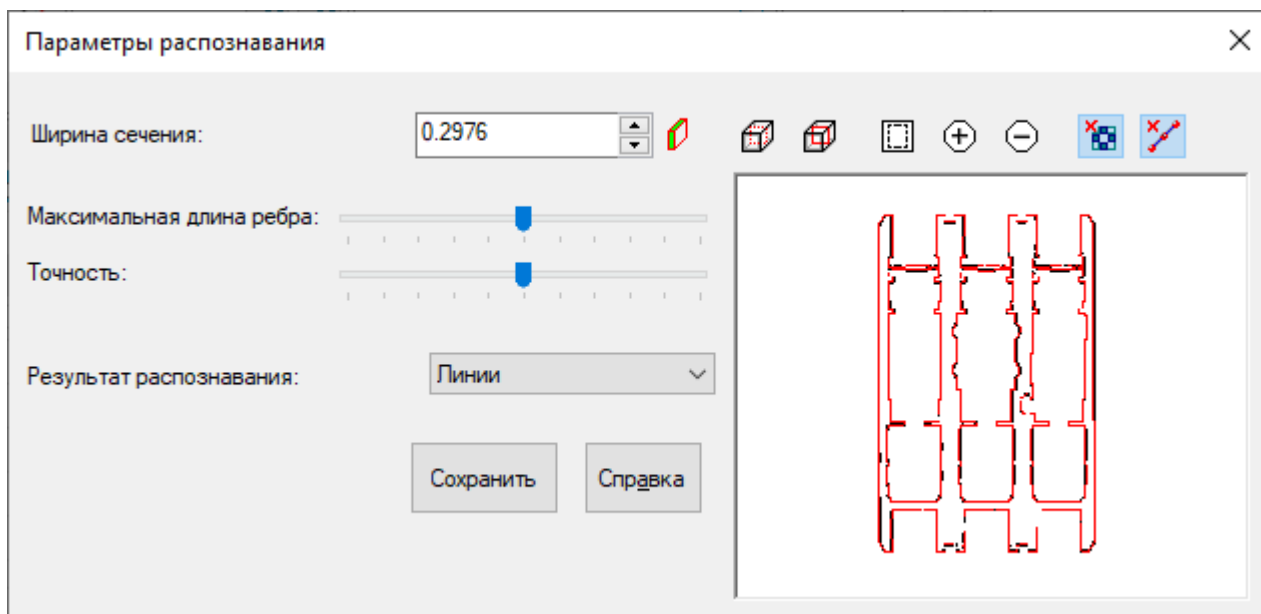 Параметры распознавания
Ширина сечения:
0.2976
Максимальная длина ребра:
Точность:
Результат распознавания:
Линии
Сохранить
Справка